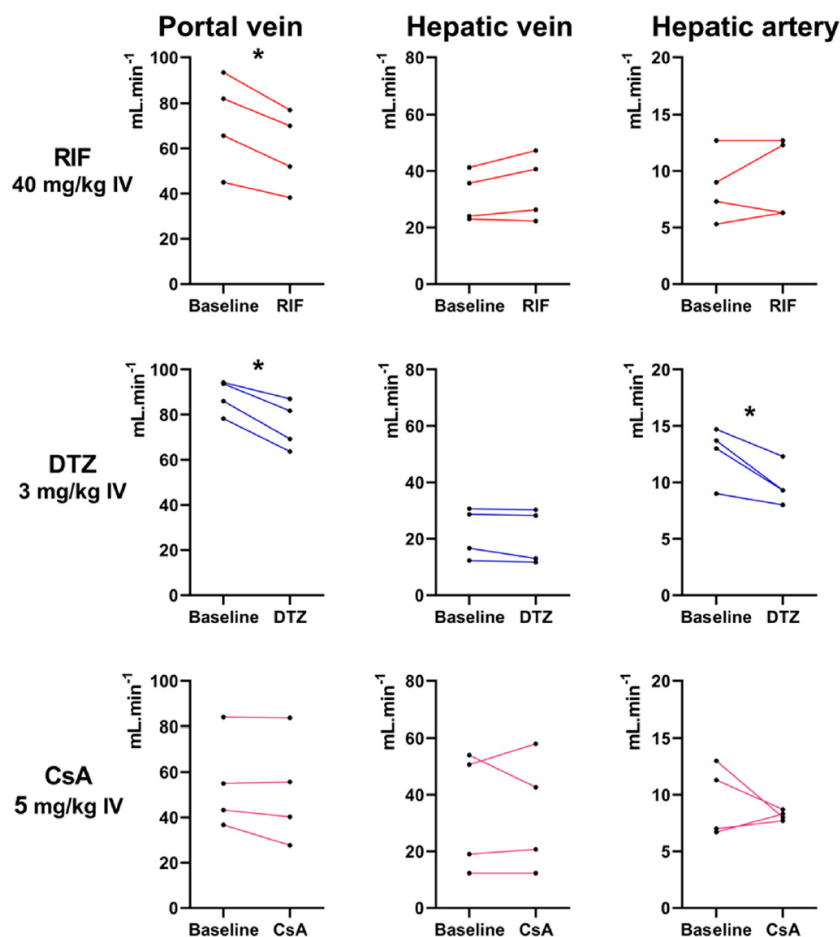 Portal vein Hepatic vein Hepatic artery
RIF
40 mg/kg IV
mL.min⁻¹
100
80
60
40
20
0
*
Baseline RIF
mL.min⁻¹
80
60
40
20
0
Baseline RIF
mL.min⁻¹
20
15
10
5
0
Baseline RIF
DTZ
3 mg/kg IV
mL.min⁻¹
100
80
60
40
20
0
*
Baseline DTZ
mL.min⁻¹
80
60
40
20
0
Baseline DTZ
mL.min⁻¹
20
15
10
5
0
*
Baseline DTZ
CsA
5 mg/kg IV
mL.min⁻¹
100
80
60
40
20
0
Baseline CsA
mL.min⁻¹
80
60
40
20
0
Baseline CsA
mL.min⁻¹
20
15
10
5
0
Baseline CsA